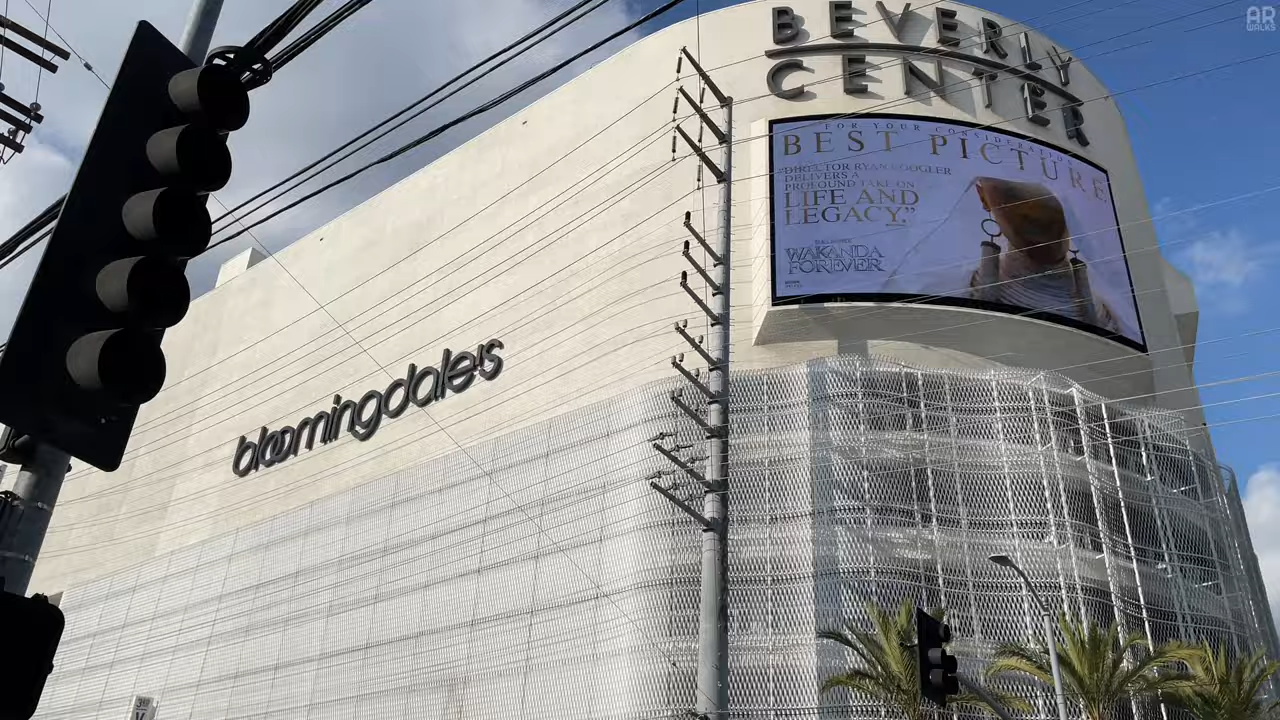 AR
WALKS
BEVERLY
CENTER
FOR YOUR CONSIDERATION
BEST PICTURE
"DIRECTOR RYAN COOGLER
DELIVERS A
PROFOUND TAKE ON
LIFE AND
LEGACY."
WAKANDA
FOREVER
bloomingdale's